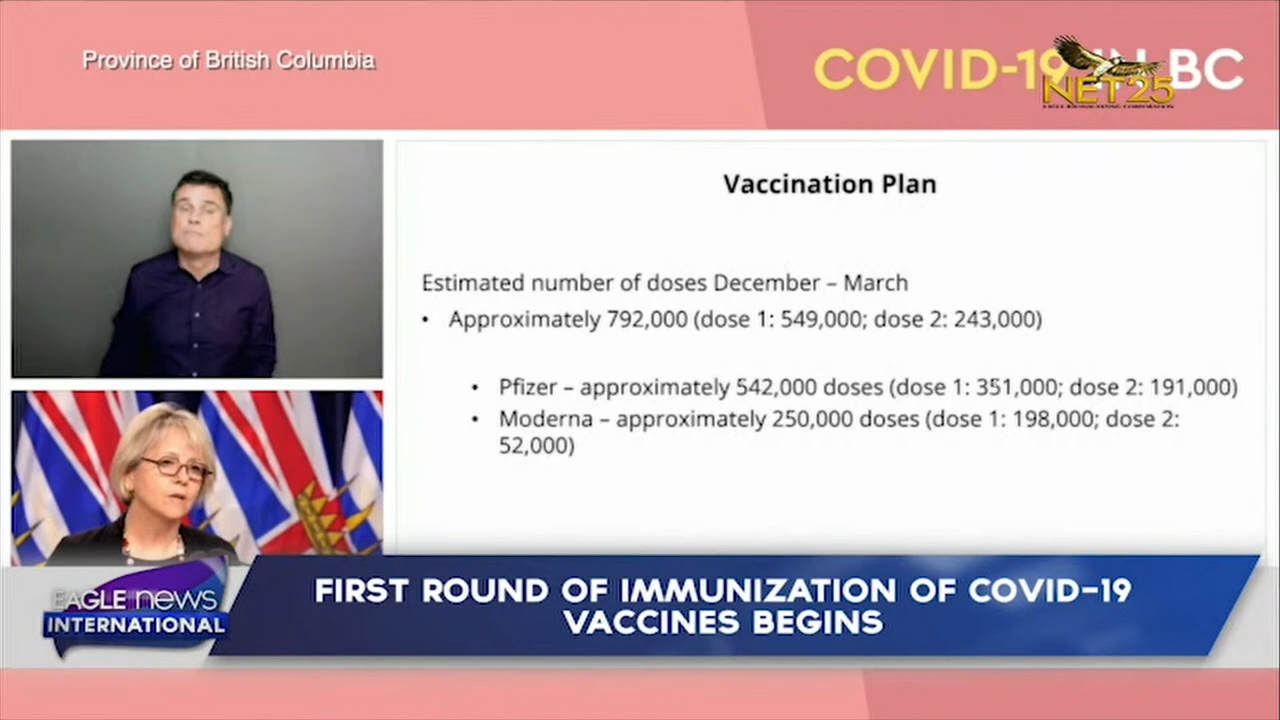 Province of British Columbia
COVID-19 IN BC
NET25
EAGLE BROADCASTING CORPORATION
Vaccination Plan
Estimated number of doses December – March
• Approximately 792,000 (dose 1: 549,000; dose 2: 243,000)
• Pfizer – approximately 542,000 doses (dose 1: 351,000; dose 2: 191,000)
• Moderna – approximately 250,000 doses (dose 1: 198,000; dose 2:
52,000)
EAGLE NEWS
INTERNATIONAL
FIRST ROUND OF IMMUNIZATION OF COVID-19
VACCINES BEGINS